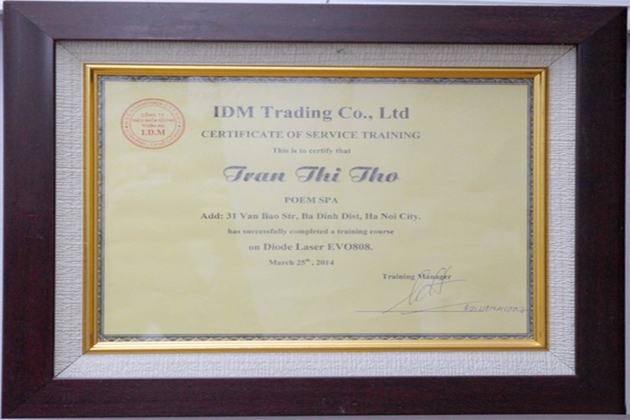 IDM Trading Co., Ltd
CERTIFICATE OF SERVICE TRAINING
This is to certify that
Tran Thi Tho
POEM SPA
Add: 31 Van Bao Str, Ba Dinh Dist, Ha Noi City.
has successfully completed a training course
on Diode Laser EVO808.
March 25th, 2014
Training Manager
CÔNG TY
I.D.M